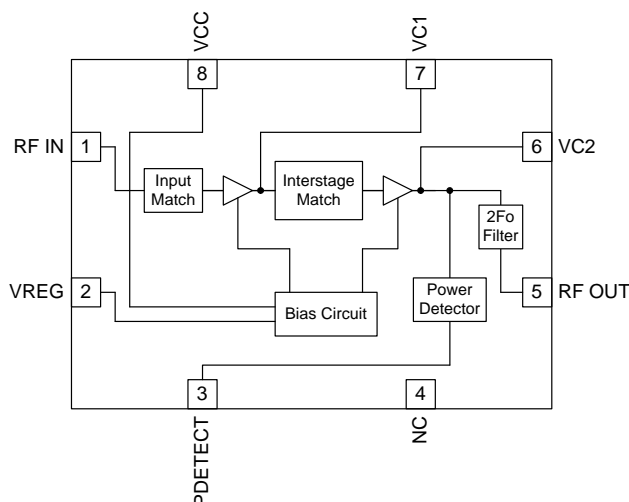 VCC
VC1
8
7
RF IN
1
6
VC2
Input
Match
Interstage
Match
2Fo
Filter
VREG
2
Bias Circuit
Power
Detector
5
RF OUT
3
4
PDETECT
NC